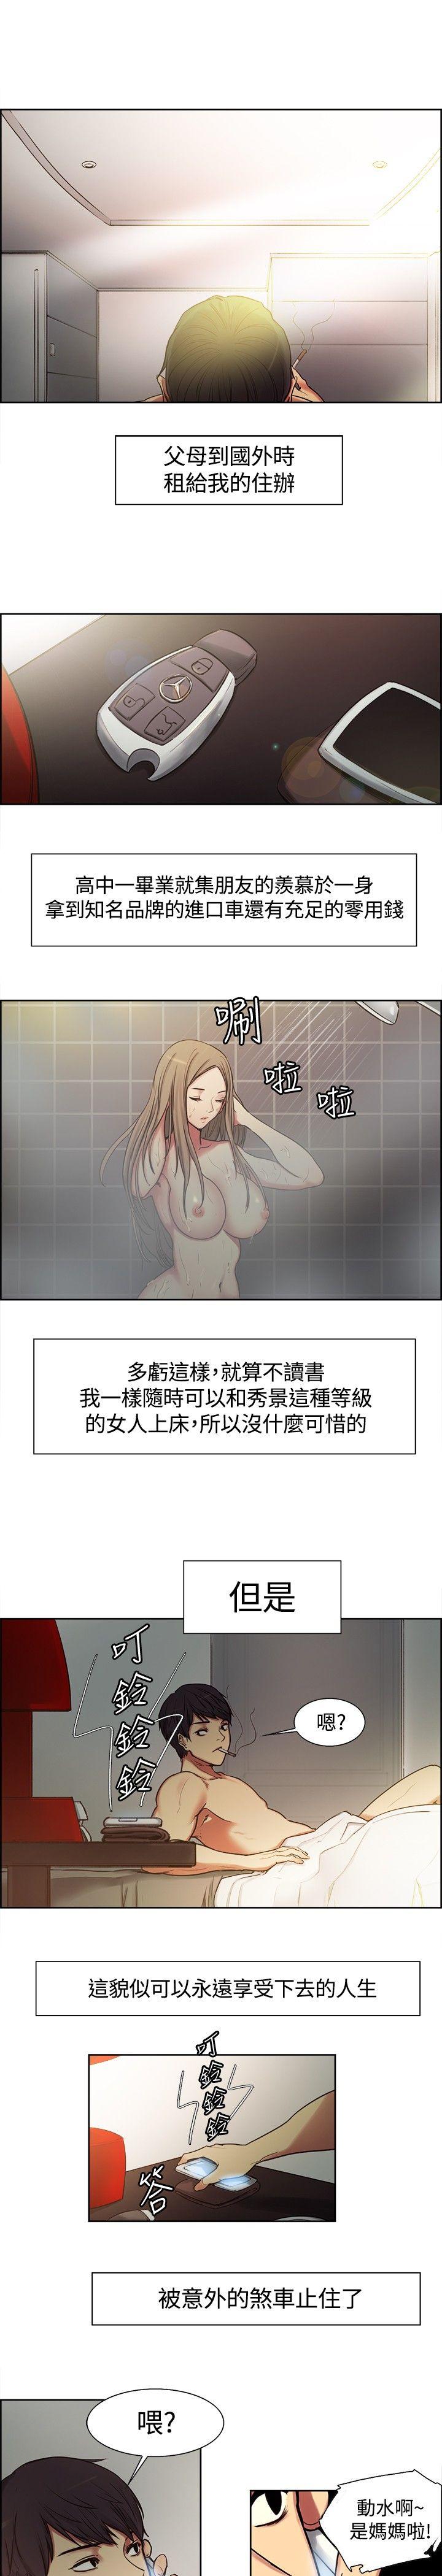 父母到國外時
租給我的住辦
高中一畢業就集朋友的羨慕於一身
拿到知名品牌的進口車還有充足的零用錢
唰
啦
啦
多虧這樣,就算不讀書
我一樣隨時可以和秀景這種等級
的女人上床,所以沒什麼可惜的
但是
叮
鈴
鈴
鈴
嗯?
這貌似可以永遠享受下去的人生
叮
鈴
鈴
鈴
答
被意外的煞車止住了
喂?
動水啊~
是媽媽啦!